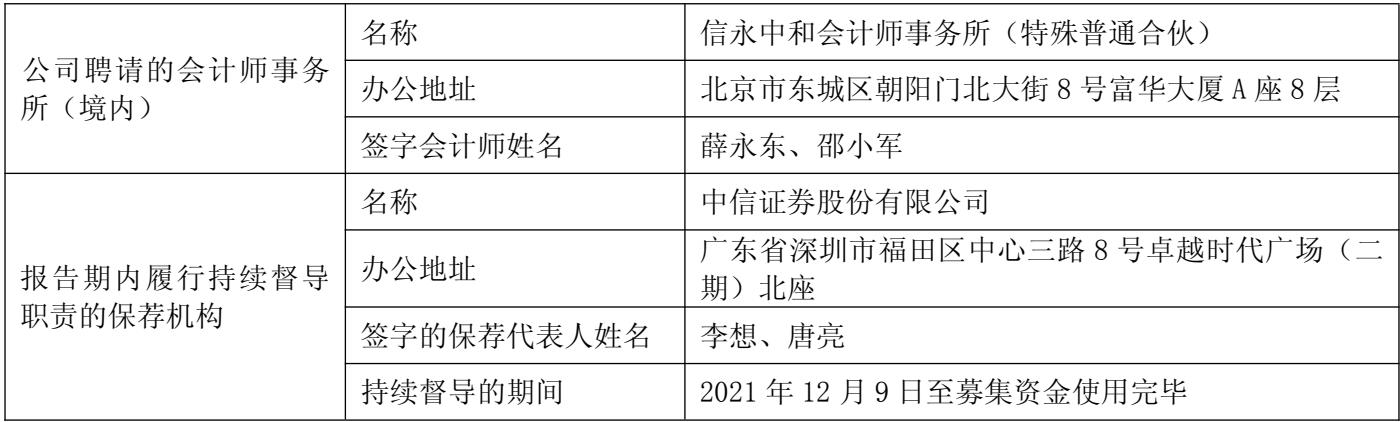 公司聘请的会计师事务
所（境内）
名称
信永中和会计师事务所（特殊普通合伙）
办公地址
北京市东城区朝阳门北大街 8 号富华大厦 A 座 8 层
签字会计师姓名
薛永东、邵小军
报告期内履行持续督导
职责的保荐机构
名称
中信证券股份有限公司
办公地址
广东省深圳市福田区中心三路 8 号卓越时代广场（二
期）北座
签字的保荐代表人姓名
李想、唐亮
持续督导的期间
2021 年 12 月 9 日至募集资金使用完毕